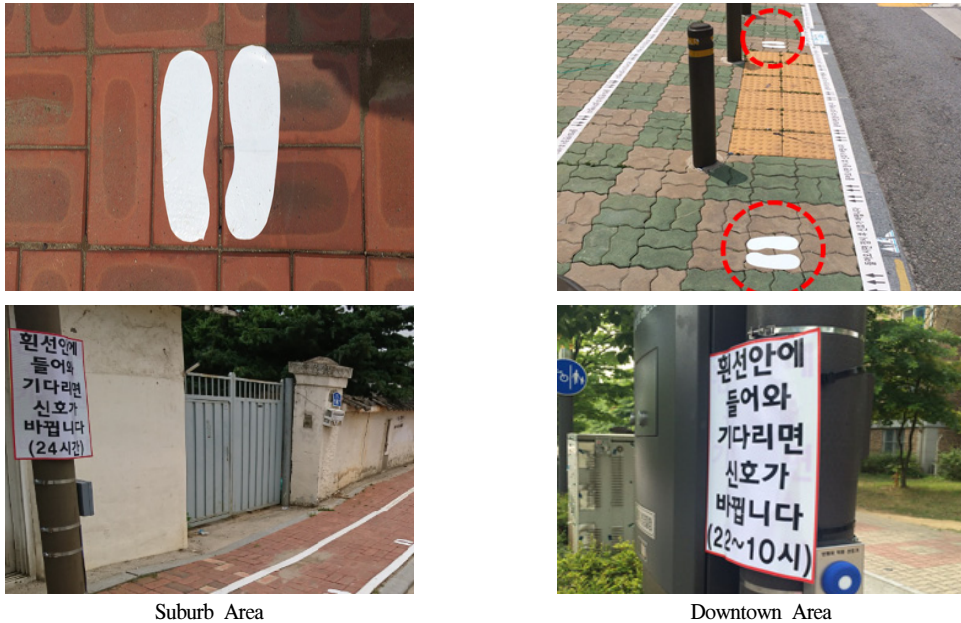 흰선안에
들어와
기다리면
신호가
바뀝니다
(24시간)
흰선안에
들어와
기다리면
신호가
바뀝니다
(22~10시)
Suburb Area
Downtown Area